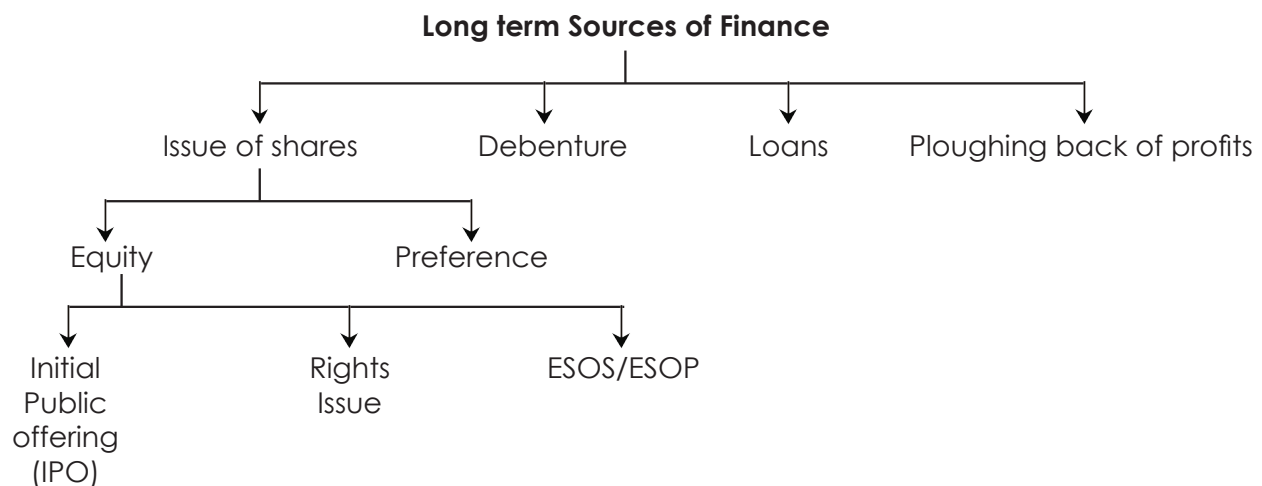 Long term Sources of Finance
Issue of shares
Debenture
Loans
Ploughing back of profits
Equity
Preference
Initial
Public
offering
(IPO)
Rights
Issue
ESOS/ESOP